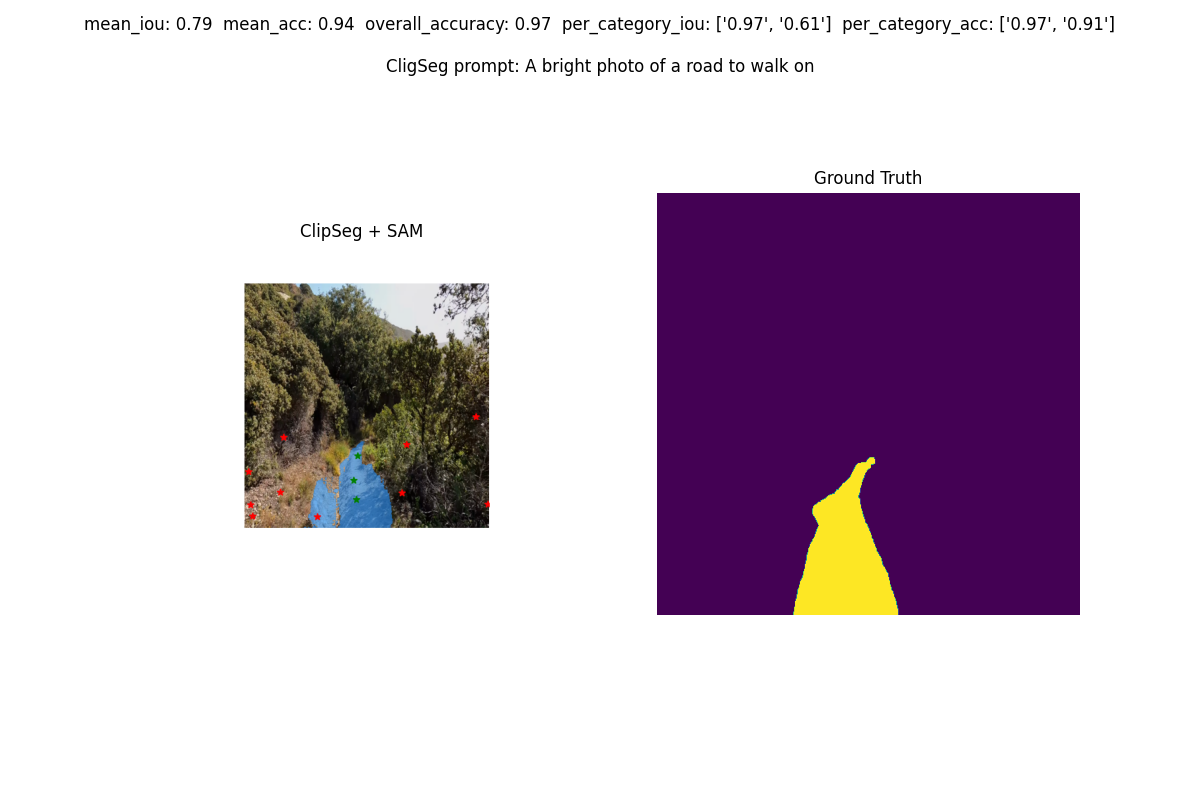 mean_iou: 0.79  mean_acc: 0.94  overall_accuracy: 0.97  per_category_iou: ['0.97', '0.61']  per_category_acc: ['0.97', '0.91']
CligSeg prompt: A bright photo of a road to walk on
Ground Truth
ClipSeg + SAM